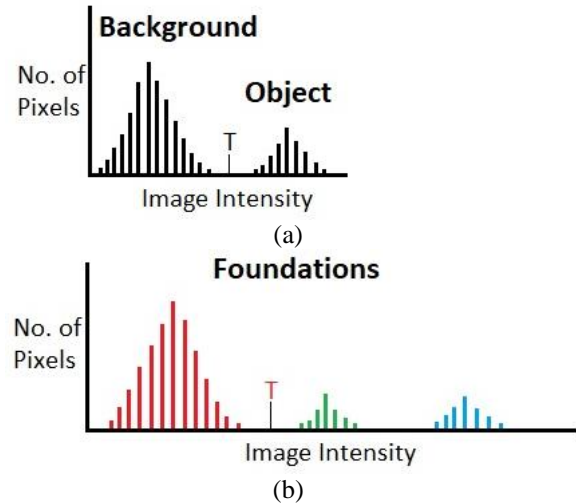 Background
No. of
Pixels
Object
T
Image Intensity
(a)
Foundations
No. of
Pixels
T
Image Intensity
(b)